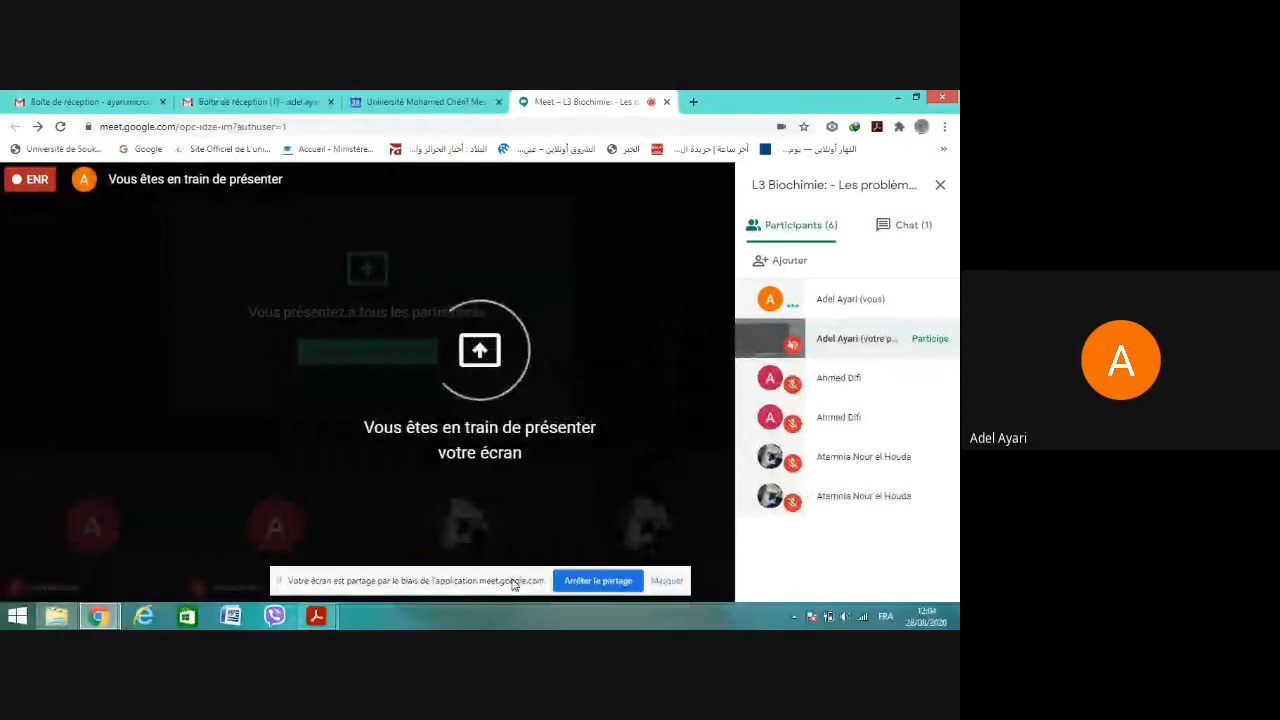 Boîte de réception - ayari.micro...
Boîte de réception (1) - adel.aya...
Université Mohamed Chérif Mes...
Meet – L3 Biochimie: - Les p...
meet.google.com/opc-idze-irn?authuser=1
Université de Souk...
Google
Site Officiel De L'uni...
Accueil - Ministère...
البلاد : أخبار الجزائر وا...
الشروق أونلاين – عين...
الخبر
آخر ساعة | جريدة ال...
النهار أونلاين — يوم...
»
ENR
A
Vous êtes en train de présenter
L3 Biochimie: - Les problèm...
Participants (6)
Chat (1)
Ajouter
Vous présentez à tous les
A
Adel Ayari (vous)
Adel Ayari (votre p...
Participe
Vous êtes en train de présenter
votre écran
A
Ahmed Difi
A
Ahmed Difi
Atamnia Nour el Houda
Atamnia Nour el Houda
A
A
Votre écran est partagé par le biais de l'application meet.google.com.
Arrêter le partage
Masquer
FRA
12:04
28/08/2020
A
Adel Ayari